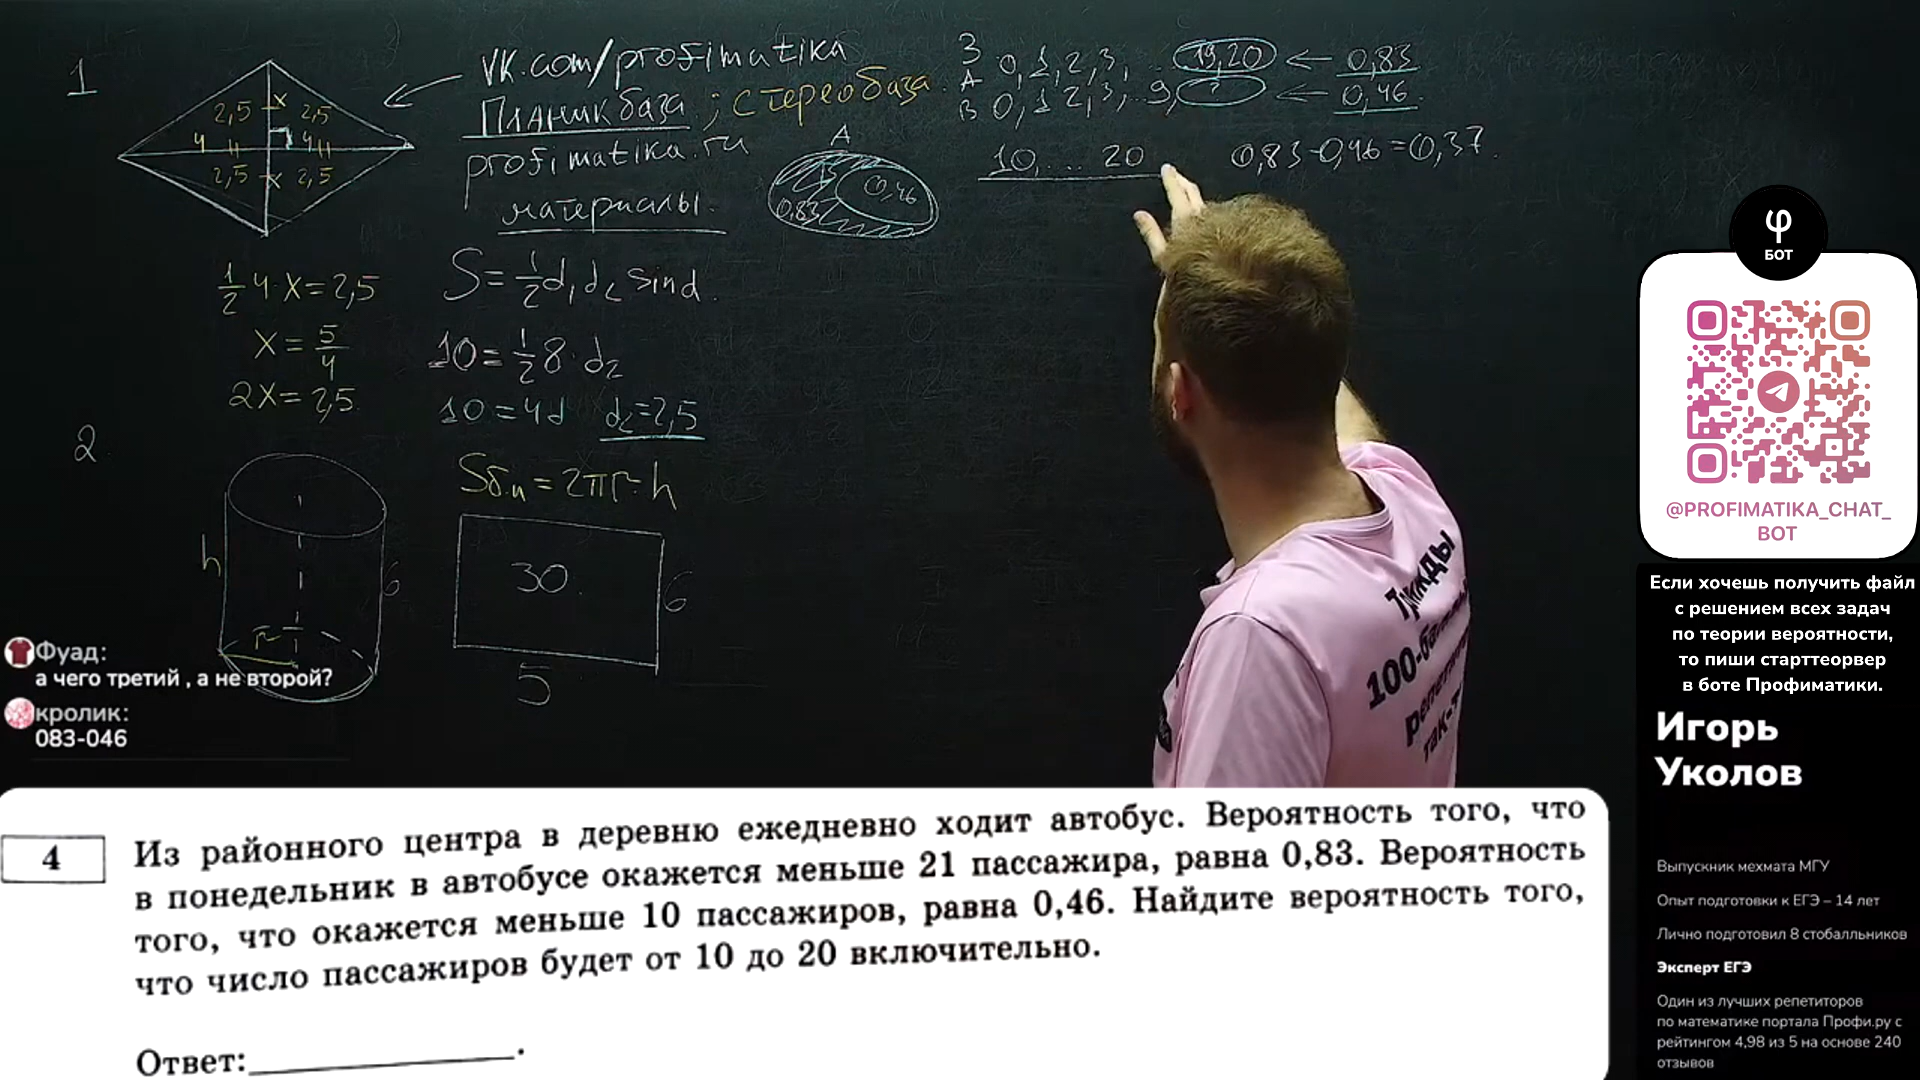 1
2,5 x 2,5
4 4
2,5 x 2,5
VK.com/profimatika
Планик база ; стереобаза
profimatika.ru
материалы.
A
0,83 0,46
3 0,1,2,3, 19,20 ← 0,83
B 0,1 2,3,..9, ← 0,46
10,... 20 0,83-0,46=0,37.
1/2 4·x=2,5
x=5/4
2x=2,5
S=1/2 d₁d₂ sinα.
10=1/2 8·d₂
10=4d d₂=2,5
2
h
r
6
Sб.п=2πr·h
30.
6
5
Фуад:
а чего третий , а не второй?
кролик:
083-046
4
Из районного центра в деревню ежедневно ходит автобус. Вероятность того, что
в понедельник в автобусе окажется меньше 21 пассажира, равна 0,83. Вероятность
того, что окажется меньше 10 пассажиров, равна 0,46. Найдите вероятность того,
что число пассажиров будет от 10 до 20 включительно.
Ответ:
φ
БОТ
@PROFIMATIKA_CHAT_
BOT
Если хочешь получить файл
с решением всех задач
по теории вероятности,
то пиши старттеорвер
в боте Профиматики.
Игорь
Уколов
Выпускник мехмата МГУ
Опыт подготовки к ЕГЭ – 14 лет
Лично подготовил 8 стобалльников
Эксперт ЕГЭ
Один из лучших репетиторов
по математике портала Профи.ру с
рейтингом 4,98 из 5 на основе 240
отзывов
Трижды